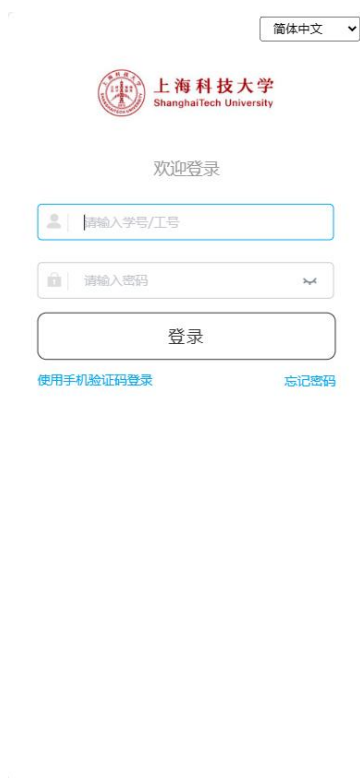 简体中文
上海科技大学
ShanghaiTech University
欢迎登录
请输入学号/工号
请输入密码
登录
使用手机验证码登录 忘记密码